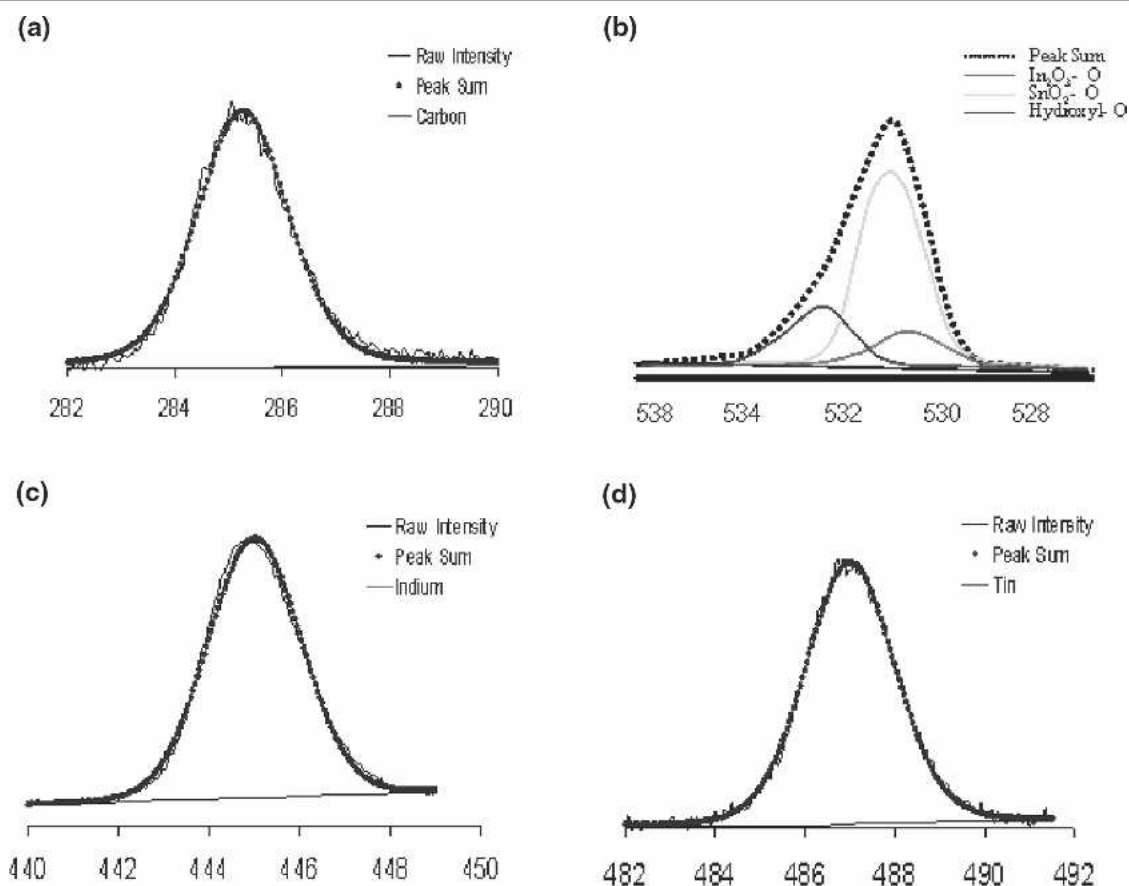 (a)
Raw Intensity
Peak Sum
Carbon
282 284 286 288 290
(b)
Peak Sum
In₂O₃- O
SnO₂- O
Hydroxyl- O
538 534 532 530 528
(c)
Raw Intensity
Peak Sum
Indium
440 442 444 446 448 450
(d)
Raw Intensity
Peak Sum
Tin
482 484 486 488 490 492